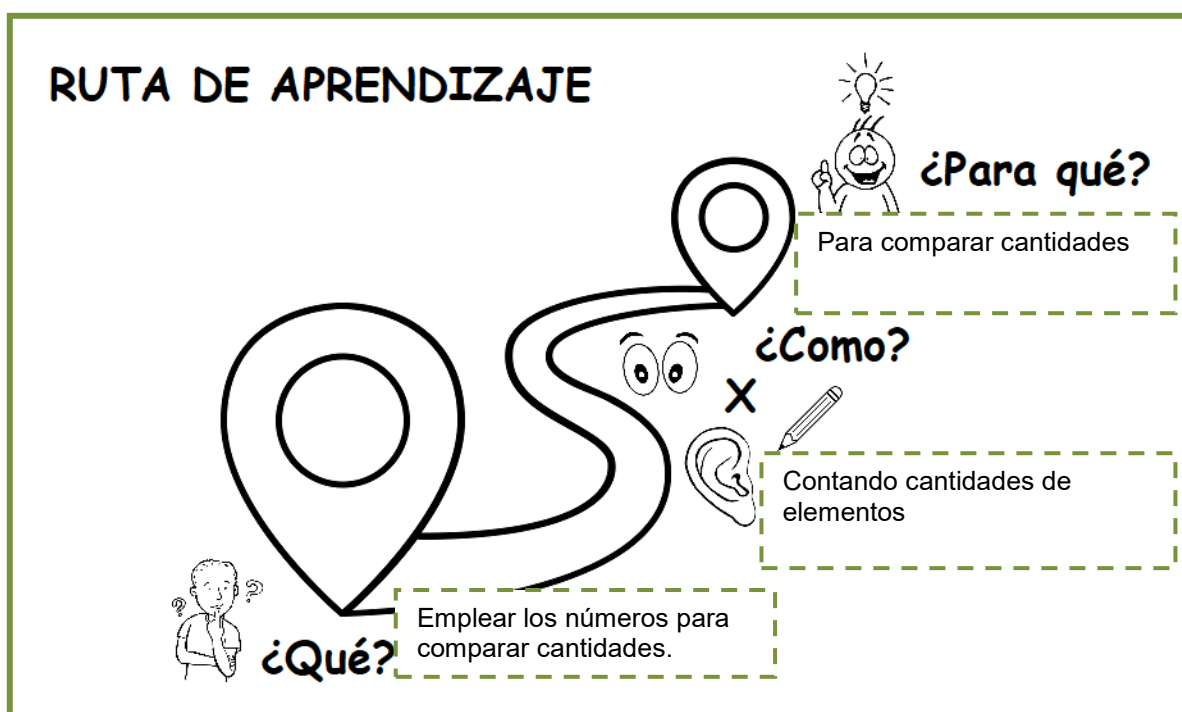 RUTA DE APRENDIZAJE
¿Para qué?
Para comparar cantidades
¿Como?
X
Contando cantidades de
elementos
? ?
¿Qué?
Emplear los números para
comparar cantidades.